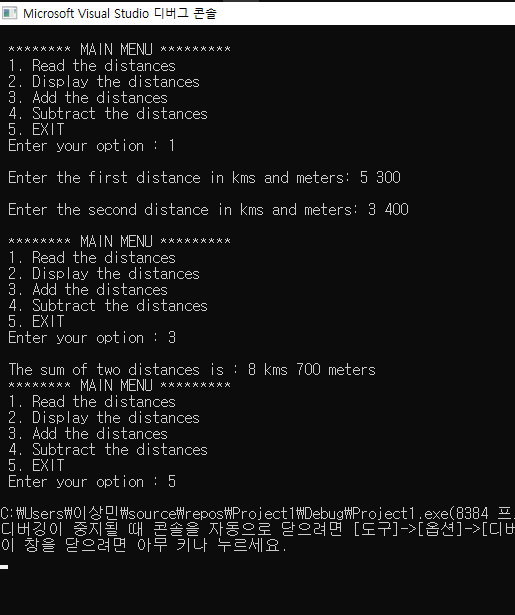 Microsoft Visual Studio 디버그 콘솔
******** MAIN MENU *********
1. Read the distances
2. Display the distances
3. Add the distances
4. Subtract the distances
5. EXIT
Enter your option : 1
Enter the first distance in kms and meters: 5 300
Enter the second distance in kms and meters: 3 400
******** MAIN MENU *********
1. Read the distances
2. Display the distances
3. Add the distances
4. Subtract the distances
5. EXIT
Enter your option : 3
The sum of two distances is : 8 kms 700 meters
******** MAIN MENU *********
1. Read the distances
2. Display the distances
3. Add the distances
4. Subtract the distances
5. EXIT
Enter your option : 5
C:₩Users₩이상민₩source₩repos₩Project1₩Debug₩Project1.exe(8384 프
디버깅이 중지될 때 콘솔을 자동으로 닫으려면 [도구]->[옵션]->[디버
이 창을 닫으려면 아무 키나 누르세요.